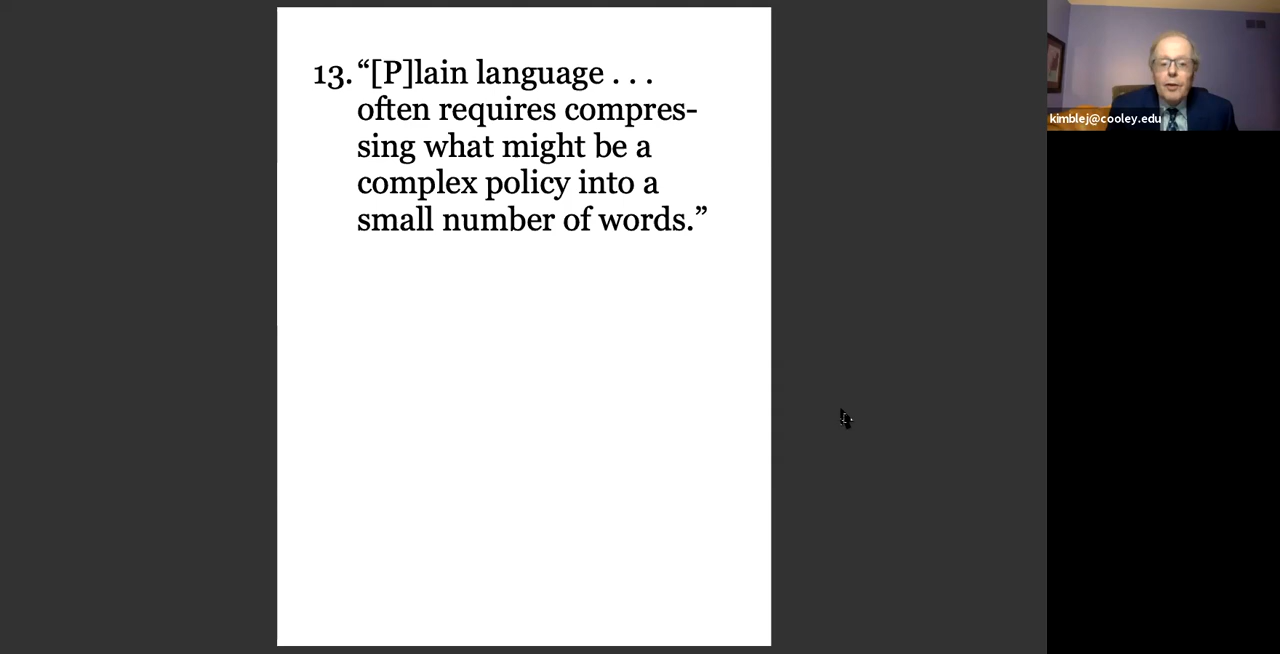 13. “[P]lain language . . .
often requires compres-
sing what might be a
complex policy into a
small number of words.”
kimblej@cooley.edu